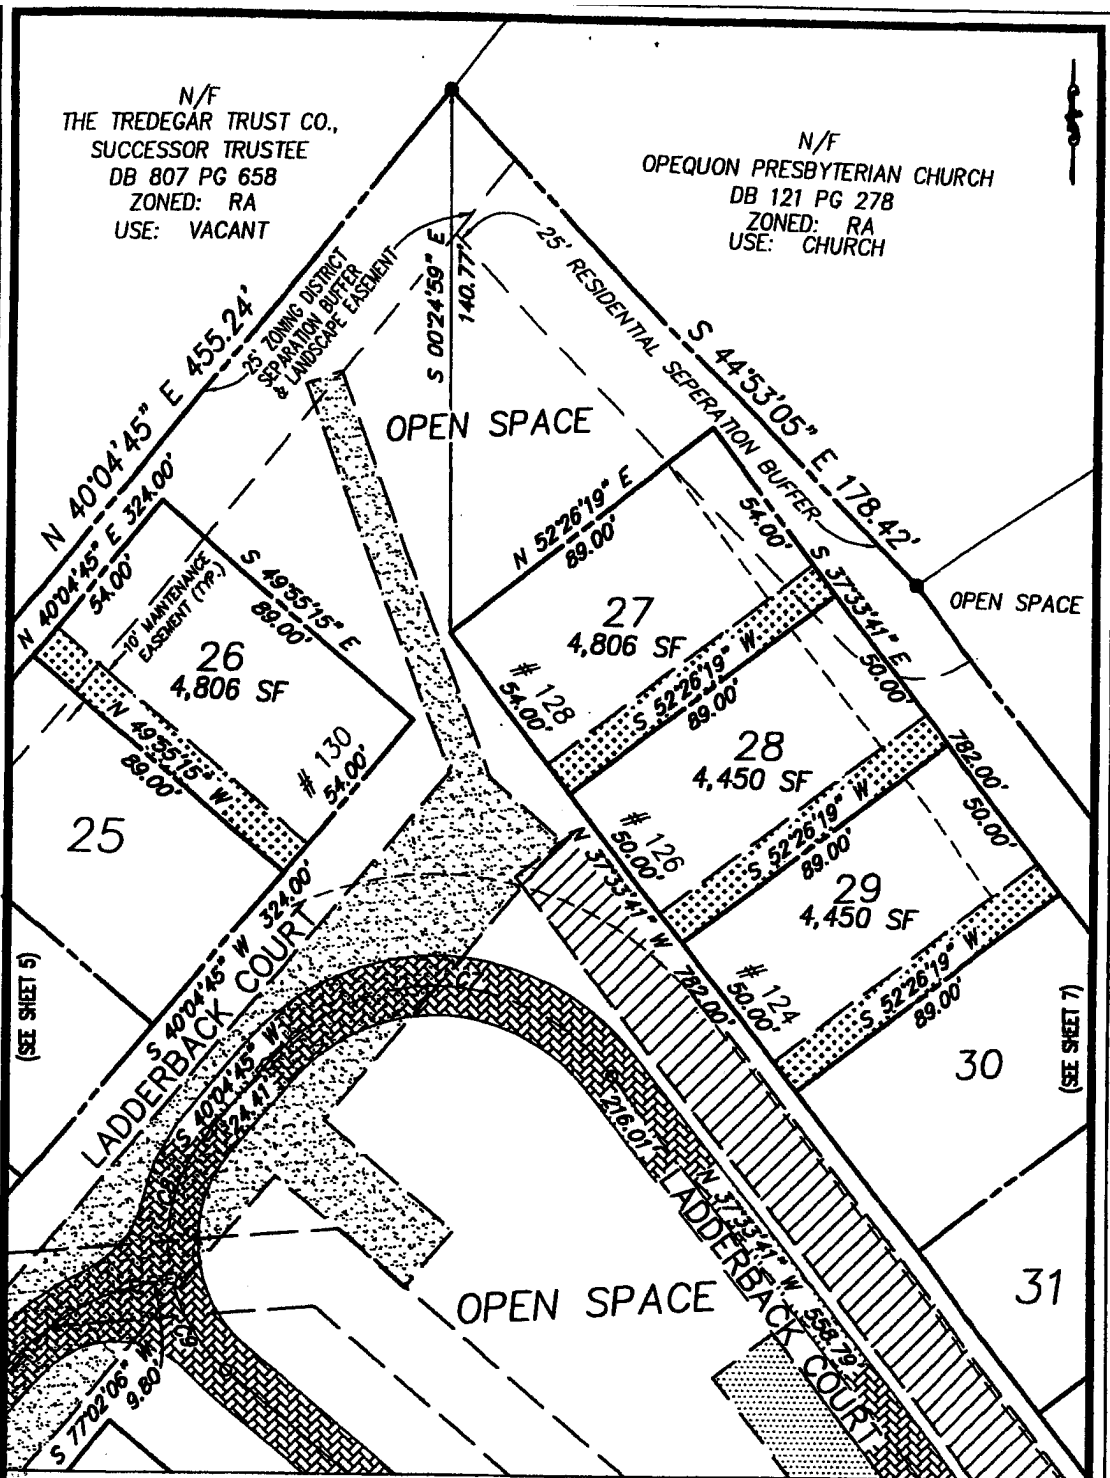 N/F
THE TREDEGAR TRUST CO.,
SUCCESSOR TRUSTEE
DB 807 PG 658
ZONED: RA
USE: VACANT
N/F
OPEQUON PRESBYTERIAN CHURCH
DB 121 PG 278
ZONED: RA
USE: CHURCH
N 40°04'45" E 455.24'
25' ZONING DISTRICT
SEPARATION BUFFER
& LANDSCAPE EASEMENT
S 00°24'59" E
140.77'
25' RESIDENTIAL SEPERATION BUFFER
S 44°53'05" E 178.42'
OPEN SPACE
N 40°04'45" E 324.00'
54.00'
10' MAINTENANCE
EASEMENT (TYP.)
S 49°55'15" E
89.00'
26
4,806 SF
# 130
54.00'
N 49°55'15" W
89.00'
25
N 52°26'19" E
89.00'
54.00'
27
4,806 SF
# 128
54.00'
S 52°26'19" W
89.00'
S 37°33'41" E
782.00'
50.00'
OPEN SPACE
28
4,450 SF
# 126
50.00'
S 52°26'19" W
89.00'
50.00'
29
4,450 SF
# 124
50.00'
S 52°26'19" W
89.00'
30
31
N 37°33'41" W 782.00'
S 40°04'45" W 324.00'
LADDERBACK COURT
S 40°04'45" W
216.01'
N 37°33'41" W 558.79'
LADDERBACK COURT
OPEN SPACE
C9
S 77°02'06" W
9.80'
(SEE SHEET 5)
(SEE SHEET 7)